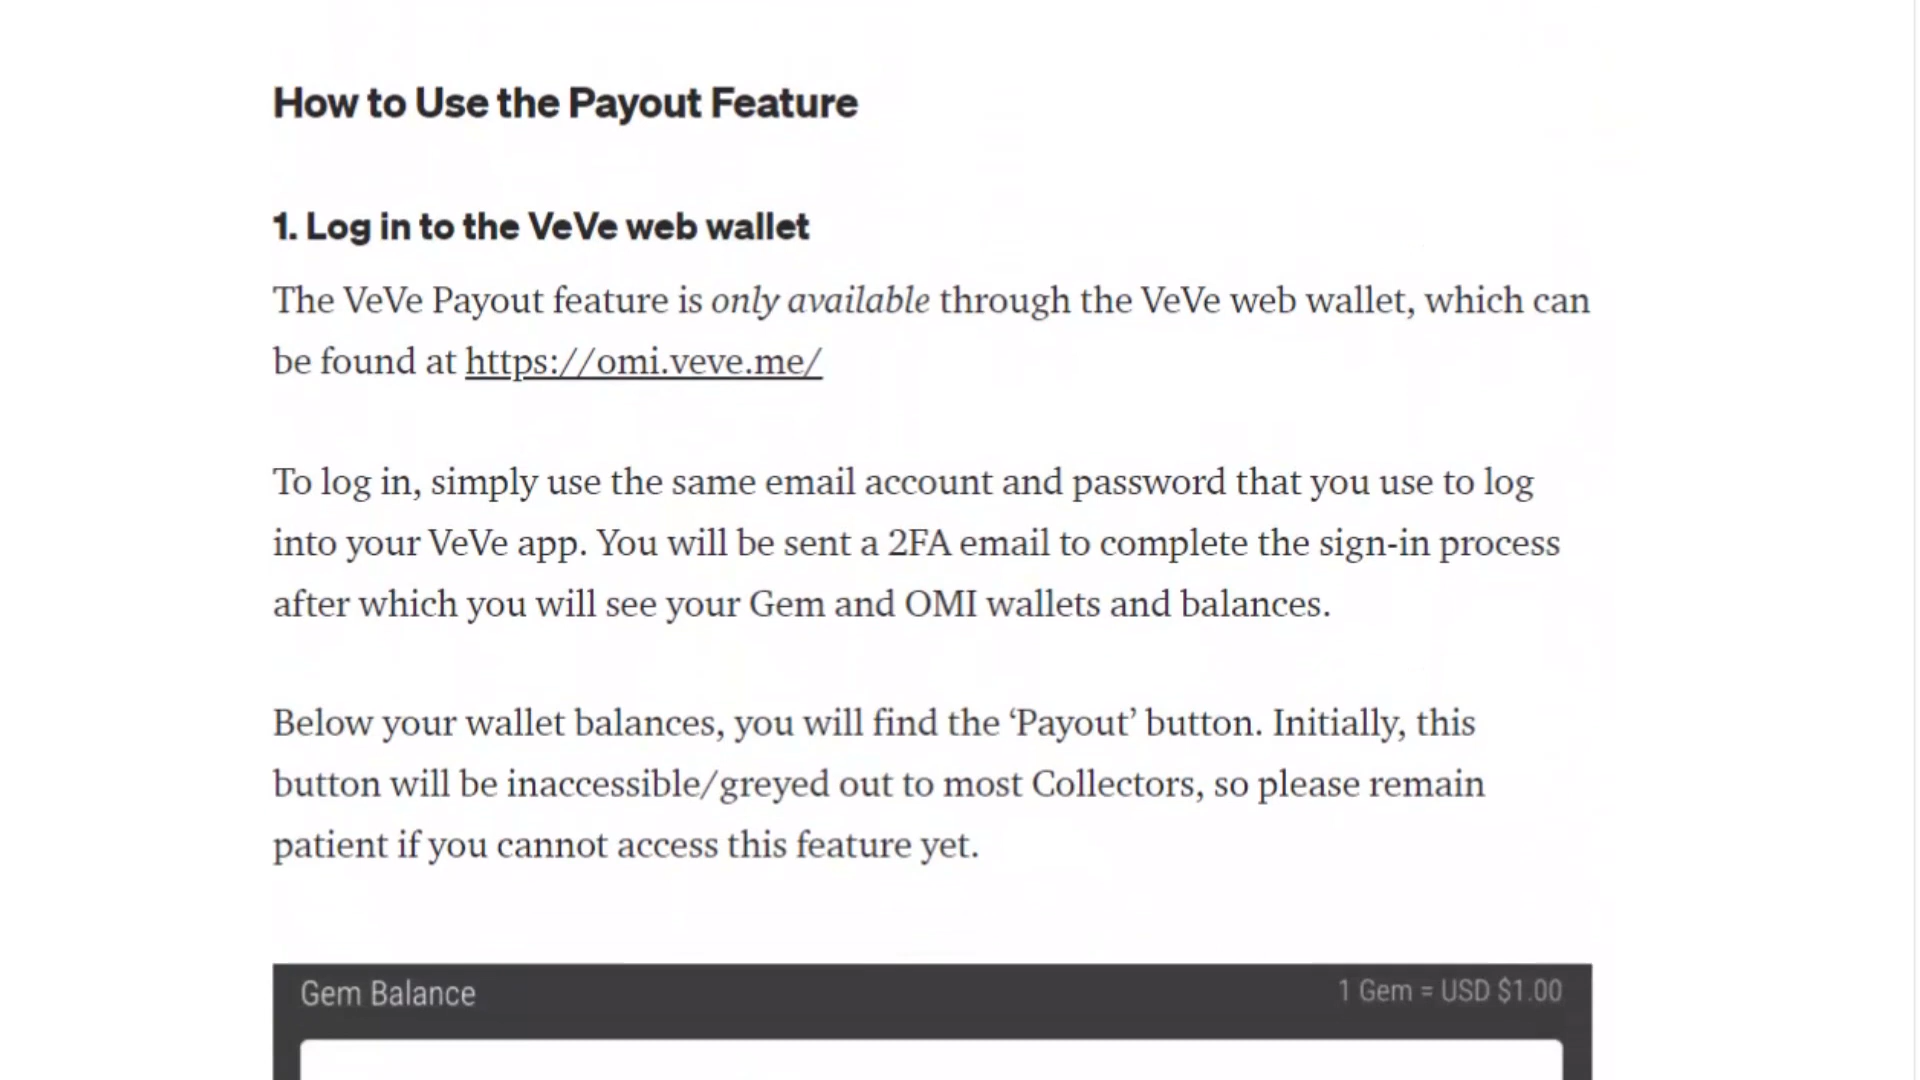 How to Use the Payout Feature
1. Log in to the VeVe web wallet
The VeVe Payout feature is only available through the VeVe web wallet, which can
be found at https://omi.veve.me/
To log in, simply use the same email account and password that you use to log
into your VeVe app. You will be sent a 2FA email to complete the sign-in process
after which you will see your Gem and OMI wallets and balances.
Below your wallet balances, you will find the ‘Payout’ button. Initially, this
button will be inaccessible/greyed out to most Collectors, so please remain
patient if you cannot access this feature yet.
Gem Balance
1 Gem = USD $1.00